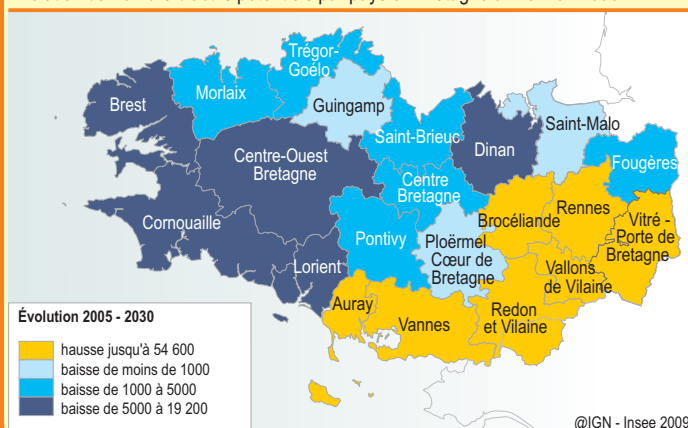 Trégor-
Goélo
Brest
Morlaix
Guingamp
Saint-Malo
Saint-Brieuc
Dinan
Fougères
Centre-Ouest
Bretagne
Centre
Bretagne
Rennes
Brocéliande
Vitré -
Porte de
Bretagne
Cornouaille
Pontivy
Ploërmel
Cœur de
Bretagne
Lorient
Vallons
de Vilaine
Auray
Vannes
Redon
et Vilaine
Évolution 2005 - 2030
hausse jusqu'à 54 600
baisse de moins de 1000
baisse de 1000 à 5000
baisse de 5000 à 19 200
@IGN - Insee 2009